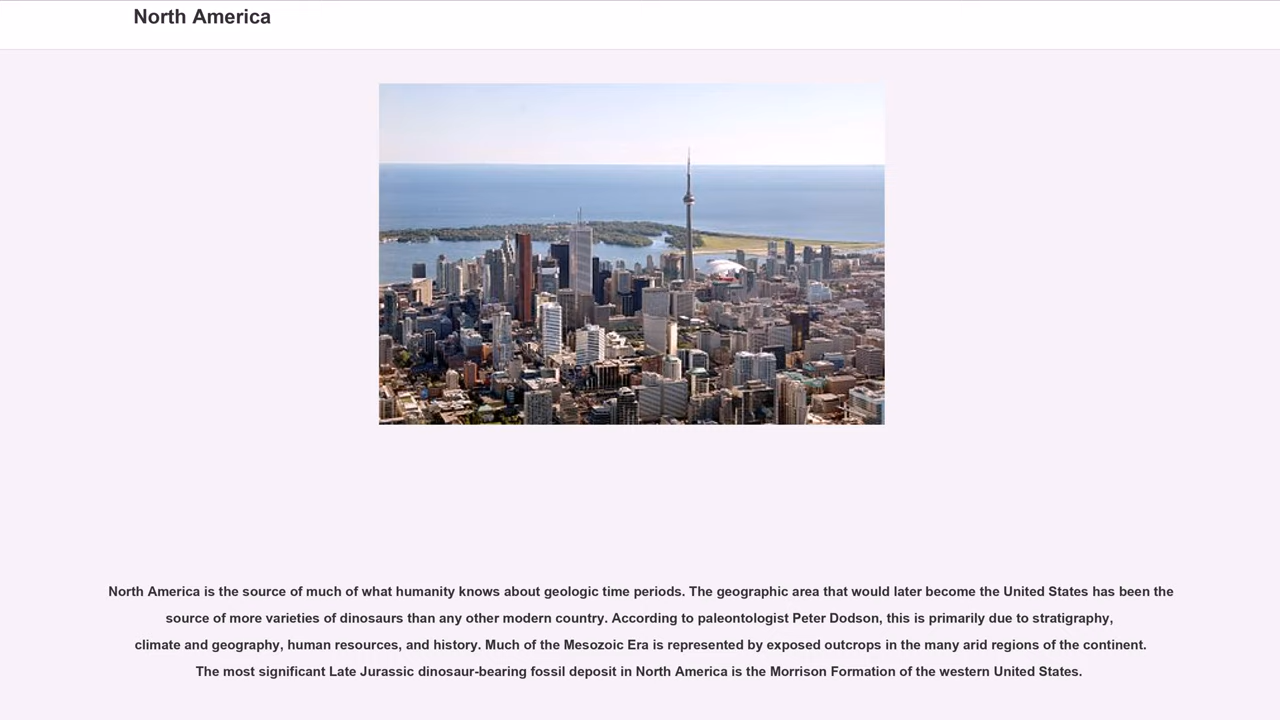 North America
North America is the source of much of what humanity knows about geologic time periods. The geographic area that would later become the United States has been the
source of more varieties of dinosaurs than any other modern country. According to paleontologist Peter Dodson, this is primarily due to stratigraphy,
climate and geography, human resources, and history. Much of the Mesozoic Era is represented by exposed outcrops in the many arid regions of the continent.
The most significant Late Jurassic dinosaur-bearing fossil deposit in North America is the Morrison Formation of the western United States.